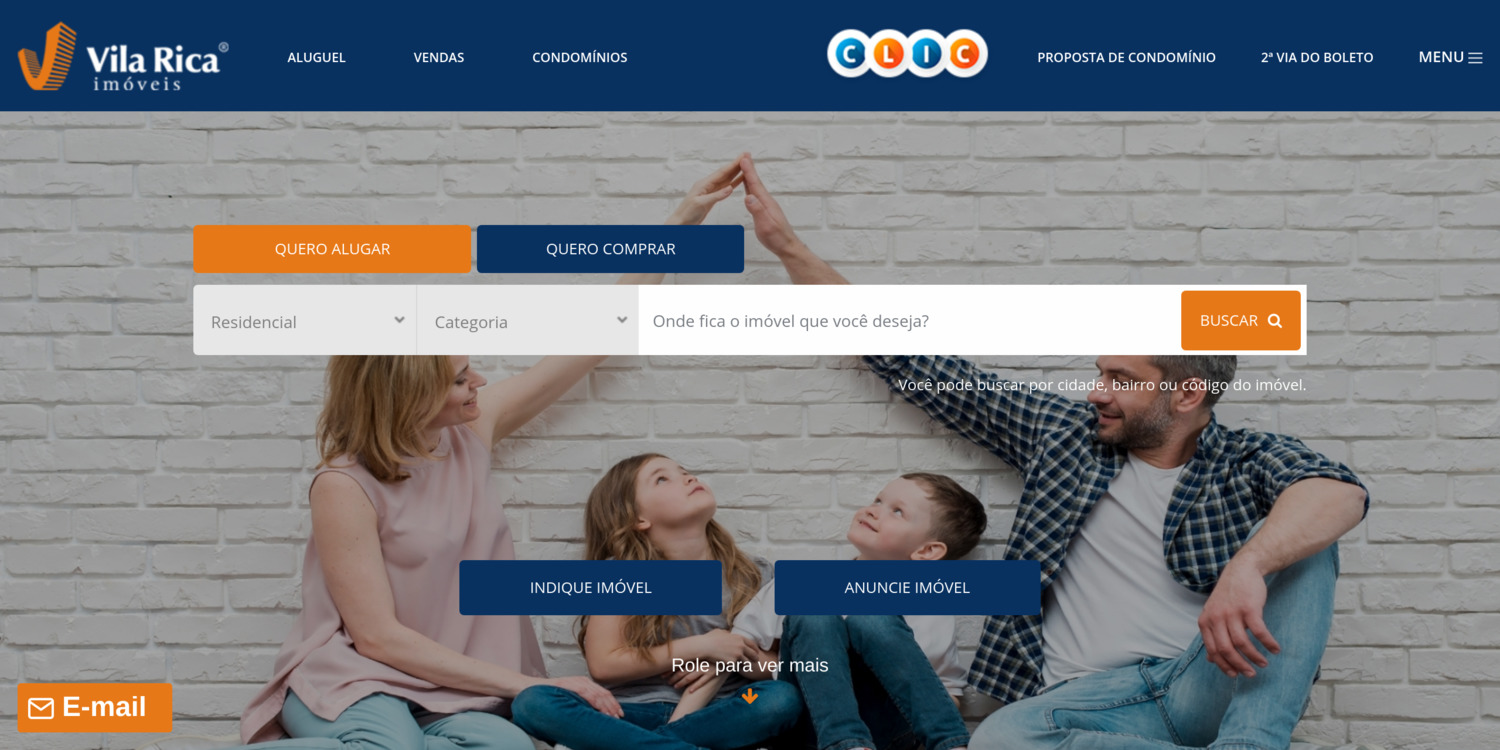 Vila Rica®
imóveis
ALUGUEL
VENDAS
CONDOMÍNIOS
CLIC
PROPOSTA DE CONDOMÍNIO
2ª VIA DO BOLETO
MENU
QUERO ALUGAR
QUERO COMPRAR
Residencial
Categoria
Onde fica o imóvel que você deseja?
BUSCAR
Você pode buscar por cidade, bairro ou código do imóvel.
INDIQUE IMÓVEL
ANUNCIE IMÓVEL
Role para ver mais
E-mail